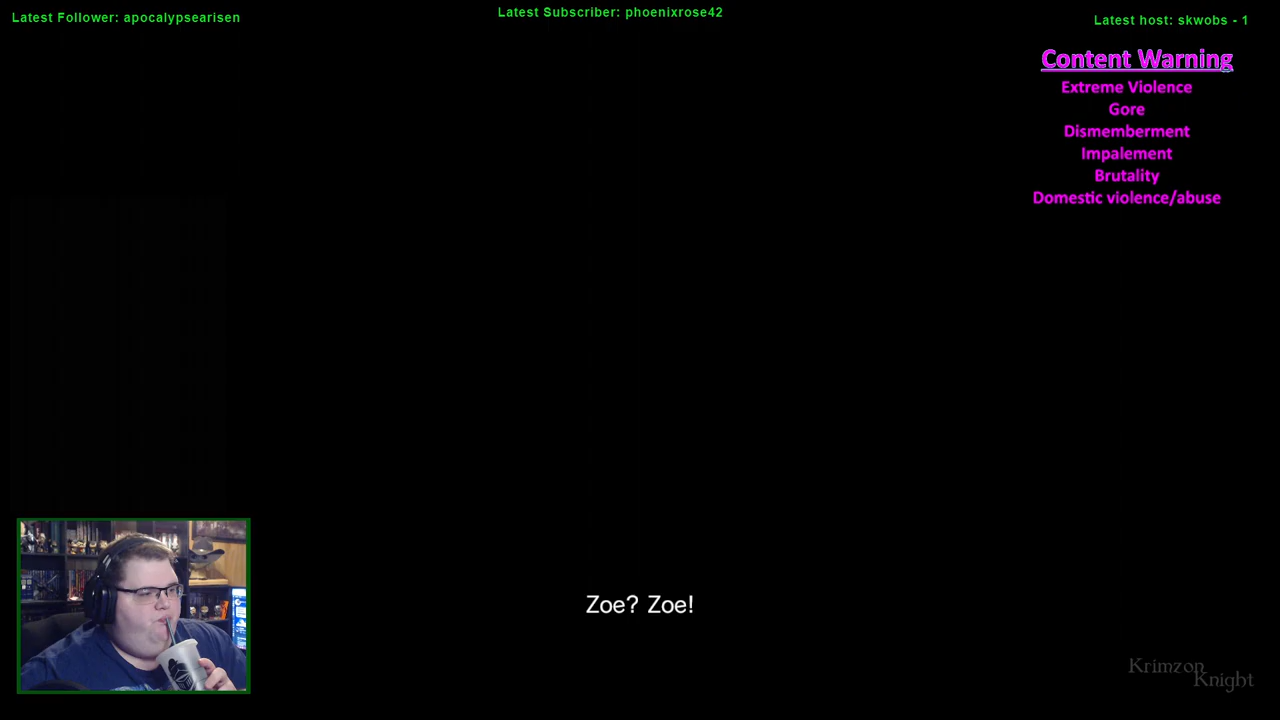 Latest Follower: apocalypsearisen
Latest Subscriber: phoenixrose42
Latest host: skwobs - 1
Content Warning
Extreme Violence
Gore
Dismemberment
Impalement
Brutality
Domestic violence/abuse
Zoe? Zoe!
Krimzon
Knight